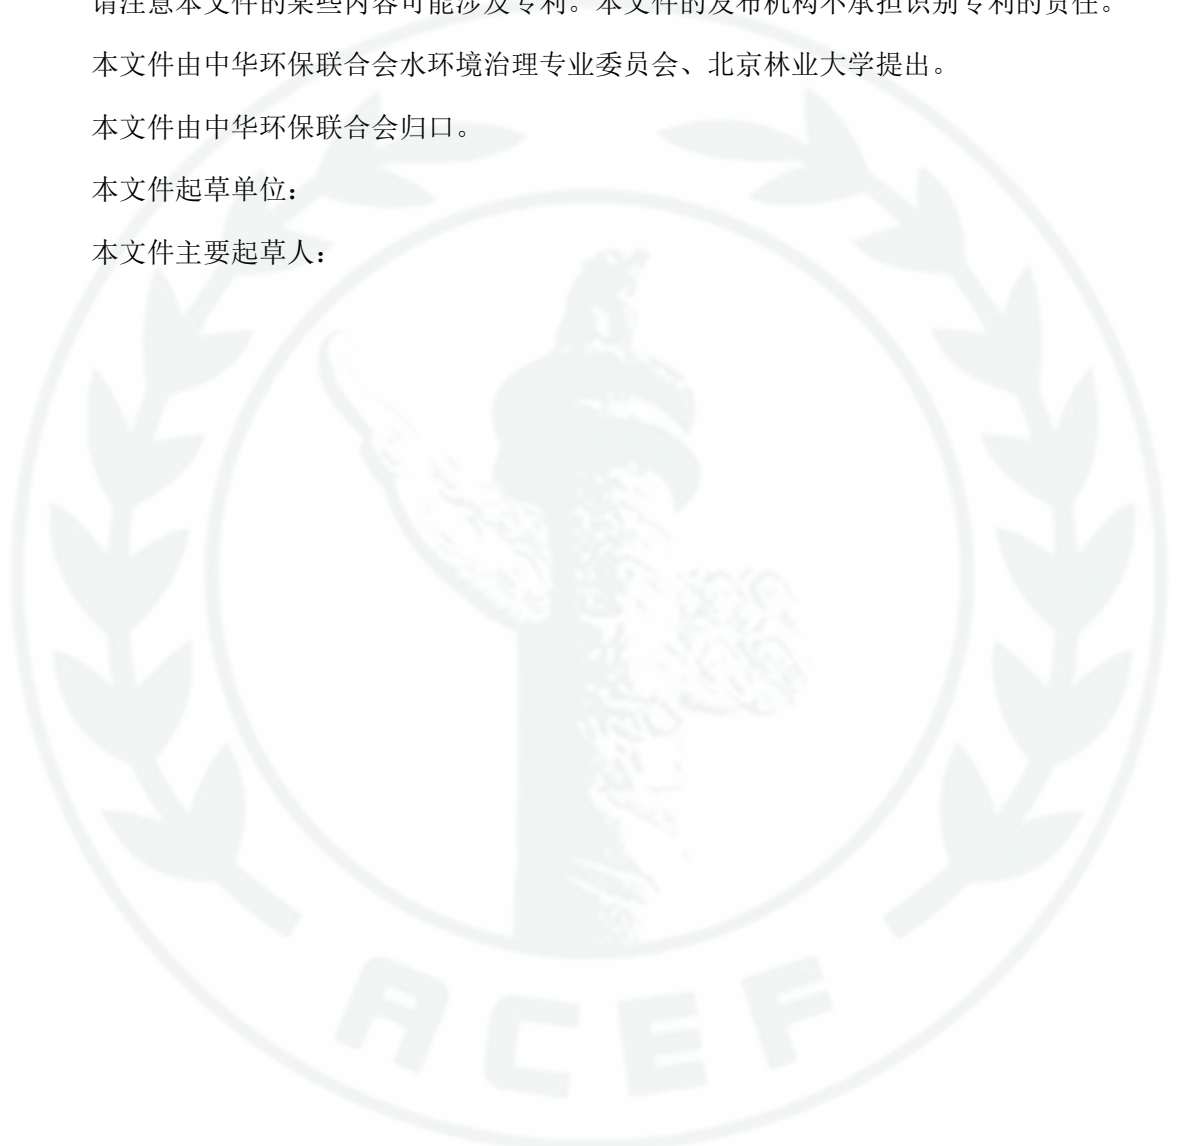 请注意本文件的某些内容可能涉及专利。本文件的发布机构不承担识别专利的责任。
本文件由中华环保联合会水环境治理专业委员会、北京林业大学提出。
本文件由中华环保联合会归口。
本文件起草单位：
本文件主要起草人：
ACEF